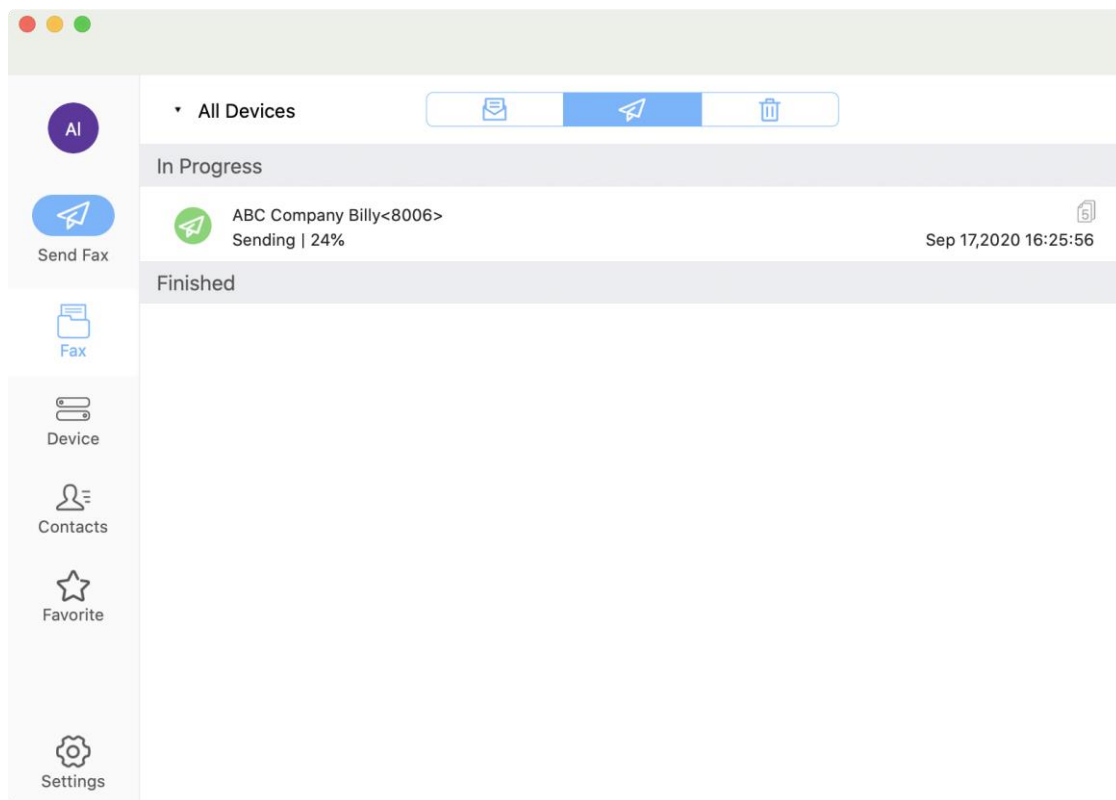 AI
Send Fax
Fax
Device
Contacts
Favorite
Settings
All Devices
In Progress
ABC Company Billy<8006>
5
Sending | 24%
Sep 17,2020 16:25:56
Finished